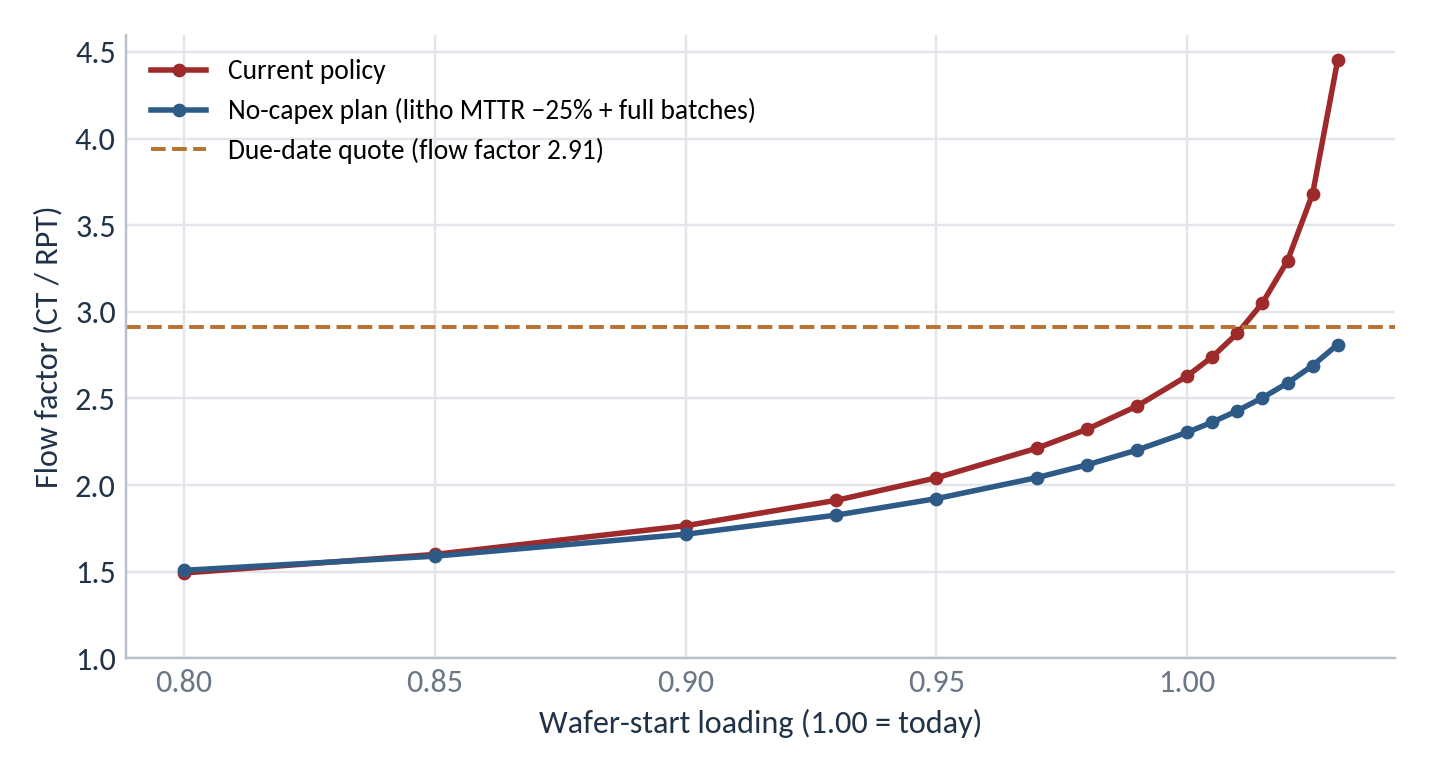 4.5
4.0
3.5
3.0
2.5
2.0
1.5
1.0
Flow factor (CT / RPT)
Current policy
No-capex plan (litho MTTR −25% + full batches)
Due-date quote (flow factor 2.91)
0.80 0.85 0.90 0.95 1.00
Wafer-start loading (1.00 = today)